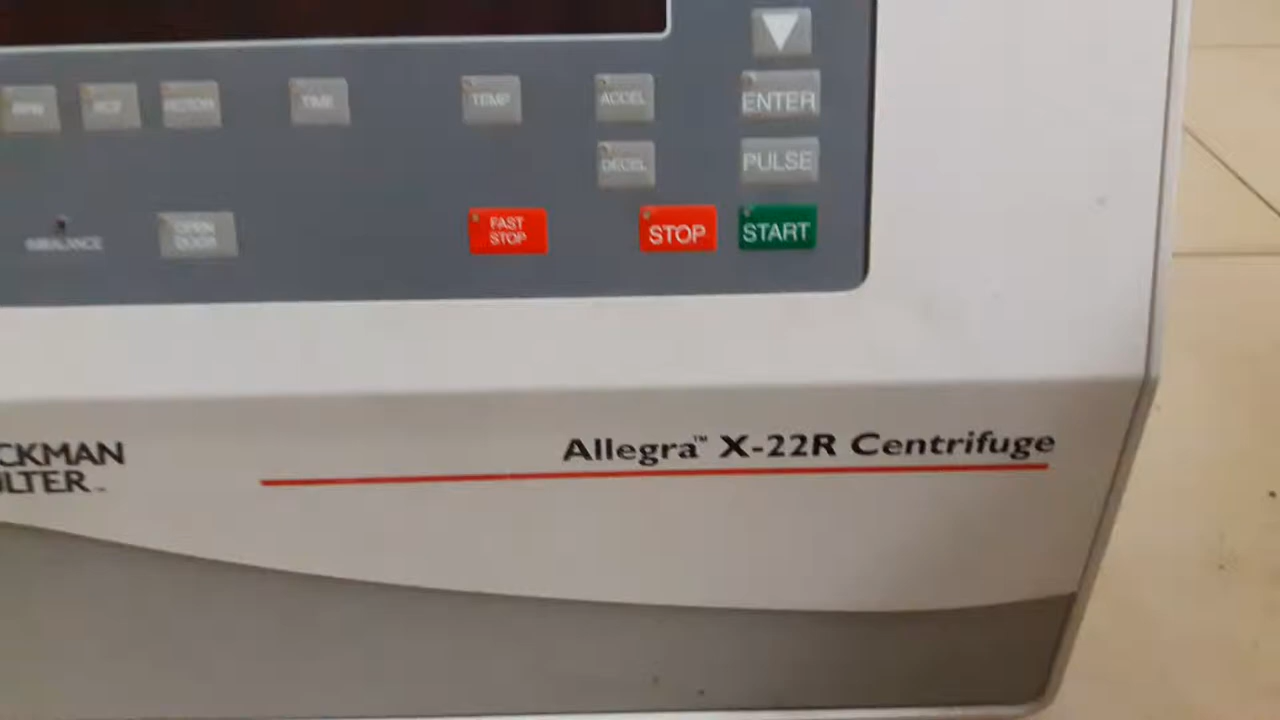 RPM RCF ROTOR TIME TEMP ACCEL ENTER
DECEL PULSE
IMBALANCE
OPEN
DOOR
FAST
STOP
STOP
START
CKMAN
LTER™
Allegra™ X-22R Centrifuge